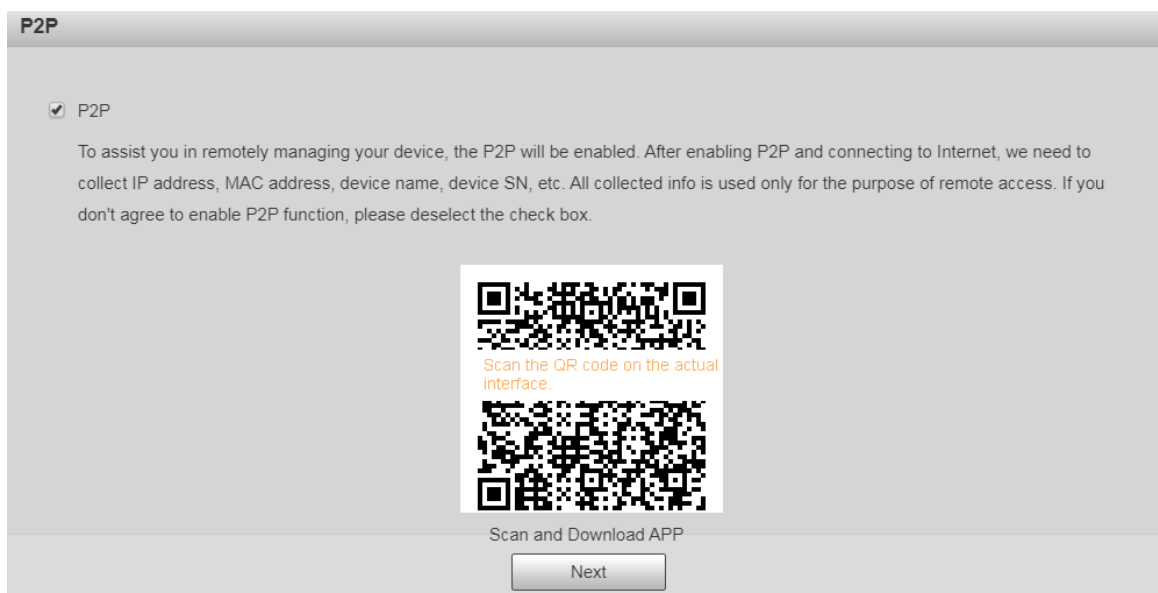 P2P
P2P
To assist you in remotely managing your device, the P2P will be enabled. After enabling P2P and connecting to Internet, we need to
collect IP address, MAC address, device name, device SN, etc. All collected info is used only for the purpose of remote access. If you
don't agree to enable P2P function, please deselect the check box.
Scan the QR code on the actual
interface.
Scan and Download APP
Next